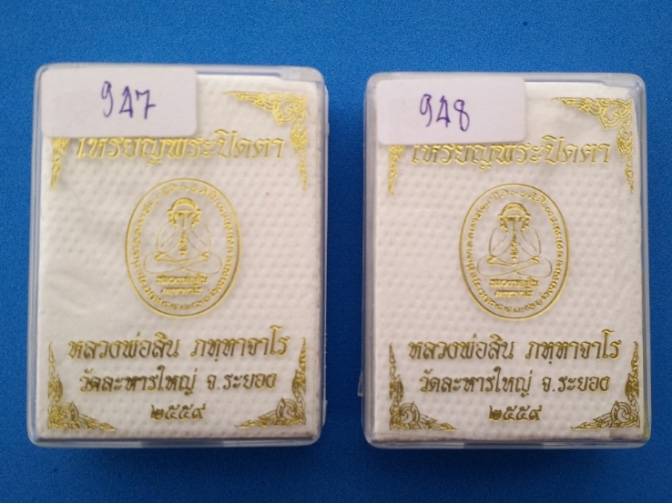 947
เหรียญพระปิดตา
หลวงพ่อสิน ภทฺทาจาโร
วัดละหารใหญ่ จ.ระยอง
๒๕๕๙
948
เหรียญพระปิดตา
หลวงพ่อสิน ภทฺทาจาโร
วัดละหารใหญ่ จ.ระยอง
๒๕๕๙